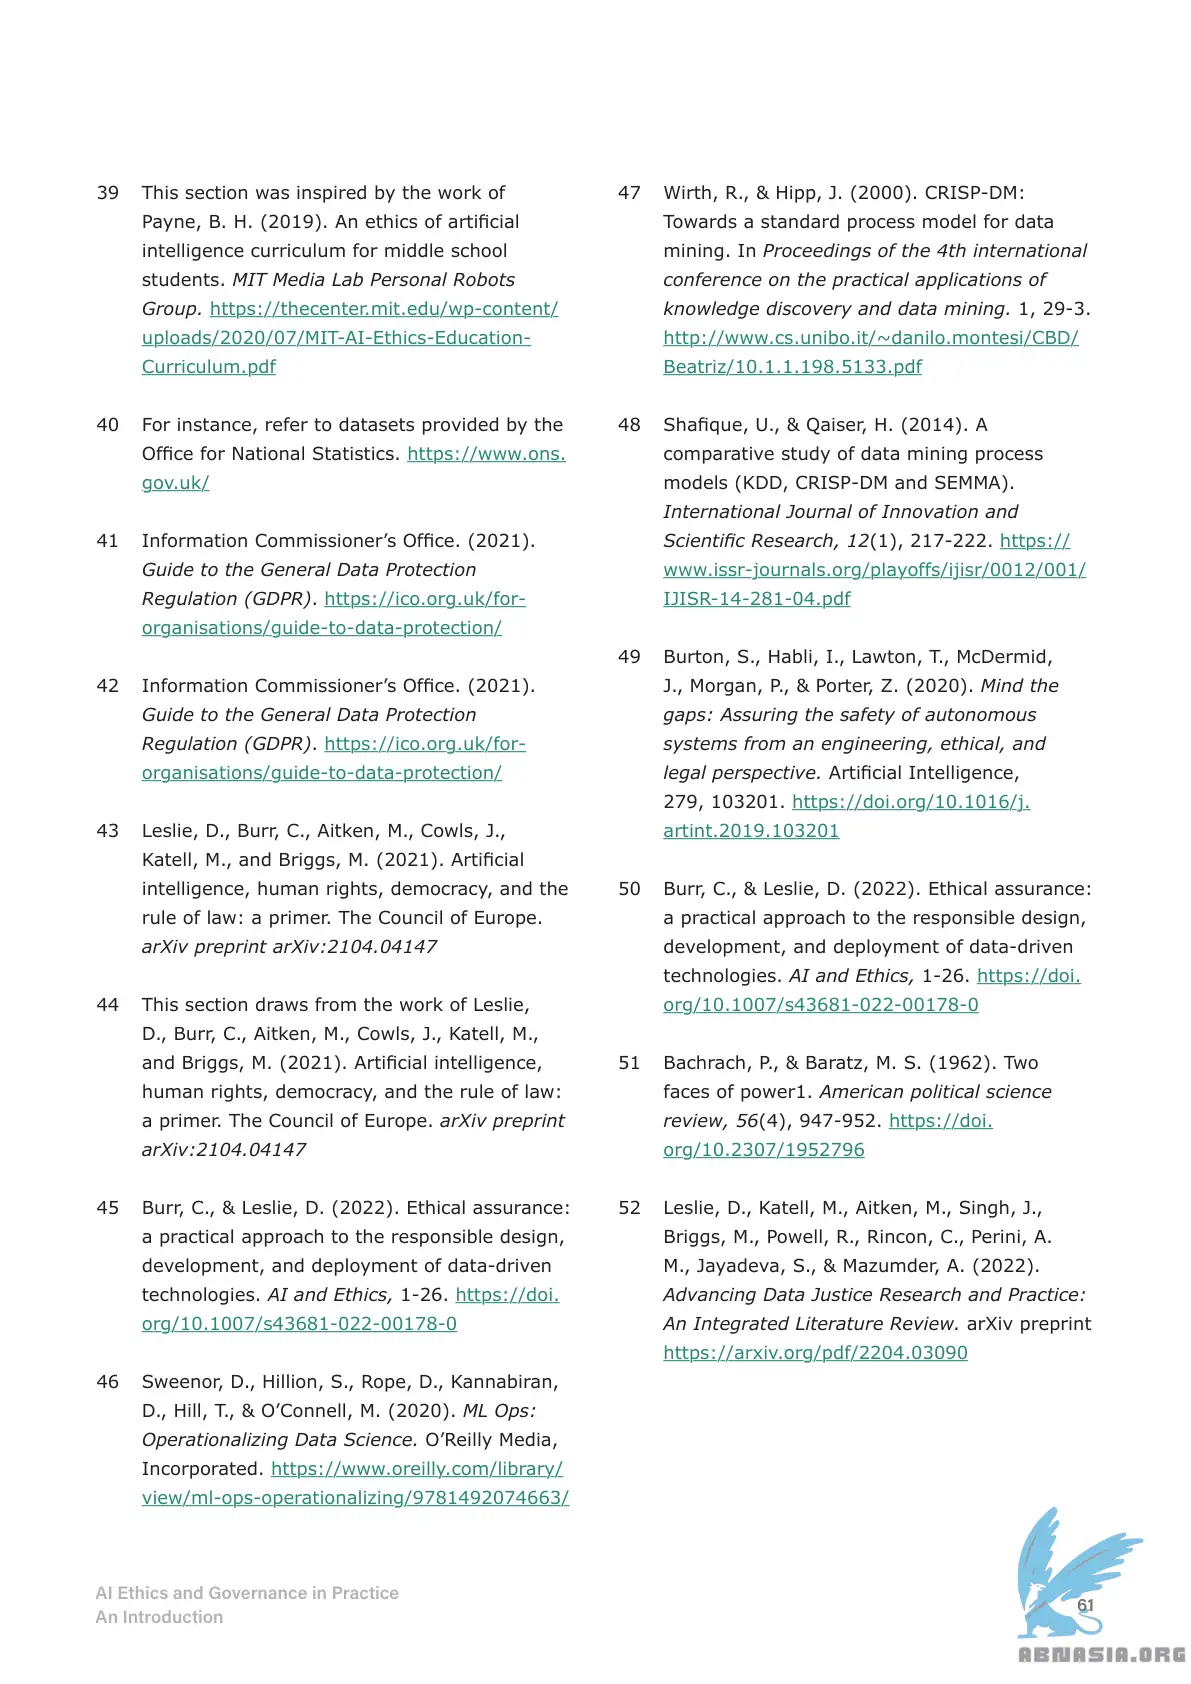 39 This section was inspired by the work of
Payne, B. H. (2019). An ethics of artificial
intelligence curriculum for middle school
students. MIT Media Lab Personal Robots
Group. https://thecenter.mit.edu/wp-content/
uploads/2020/07/MIT-AI-Ethics-Education-
Curriculum.pdf
40 For instance, refer to datasets provided by the
Office for National Statistics. https://www.ons.
gov.uk/
41 Information Commissioner’s Office. (2021).
Guide to the General Data Protection
Regulation (GDPR). https://ico.org.uk/for-
organisations/guide-to-data-protection/
42 Information Commissioner’s Office. (2021).
Guide to the General Data Protection
Regulation (GDPR). https://ico.org.uk/for-
organisations/guide-to-data-protection/
43 Leslie, D., Burr, C., Aitken, M., Cowls, J.,
Katell, M., and Briggs, M. (2021). Artificial
intelligence, human rights, democracy, and the
rule of law: a primer. The Council of Europe.
arXiv preprint arXiv:2104.04147
44 This section draws from the work of Leslie,
D., Burr, C., Aitken, M., Cowls, J., Katell, M.,
and Briggs, M. (2021). Artificial intelligence,
human rights, democracy, and the rule of law:
a primer. The Council of Europe. arXiv preprint
arXiv:2104.04147
45 Burr, C., & Leslie, D. (2022). Ethical assurance:
a practical approach to the responsible design,
development, and deployment of data-driven
technologies. AI and Ethics, 1-26. https://doi.
org/10.1007/s43681-022-00178-0
46 Sweenor, D., Hillion, S., Rope, D., Kannabiran,
D., Hill, T., & O’Connell, M. (2020). ML Ops:
Operationalizing Data Science. O’Reilly Media,
Incorporated. https://www.oreilly.com/library/
view/ml-ops-operationalizing/9781492074663/
47 Wirth, R., & Hipp, J. (2000). CRISP-DM:
Towards a standard process model for data
mining. In Proceedings of the 4th international
conference on the practical applications of
knowledge discovery and data mining. 1, 29-3.
http://www.cs.unibo.it/~danilo.montesi/CBD/
Beatriz/10.1.1.198.5133.pdf
48 Shafique, U., & Qaiser, H. (2014). A
comparative study of data mining process
models (KDD, CRISP-DM and SEMMA).
International Journal of Innovation and
Scientific Research, 12(1), 217-222. https://
www.issr-journals.org/playoffs/ijisr/0012/001/
IJISR-14-281-04.pdf
49 Burton, S., Habli, I., Lawton, T., McDermid,
J., Morgan, P., & Porter, Z. (2020). Mind the
gaps: Assuring the safety of autonomous
systems from an engineering, ethical, and
legal perspective. Artificial Intelligence,
279, 103201. https://doi.org/10.1016/j.
artint.2019.103201
50 Burr, C., & Leslie, D. (2022). Ethical assurance:
a practical approach to the responsible design,
development, and deployment of data-driven
technologies. AI and Ethics, 1-26. https://doi.
org/10.1007/s43681-022-00178-0
51 Bachrach, P., & Baratz, M. S. (1962). Two
faces of power1. American political science
review, 56(4), 947-952. https://doi.
org/10.2307/1952796
52 Leslie, D., Katell, M., Aitken, M., Singh, J.,
Briggs, M., Powell, R., Rincon, C., Perini, A.
M., Jayadeva, S., & Mazumder, A. (2022).
Advancing Data Justice Research and Practice:
An Integrated Literature Review. arXiv preprint
https://arxiv.org/pdf/2204.03090
AI Ethics and Governance in Practice
An Introduction
61
ABNASIA.ORG